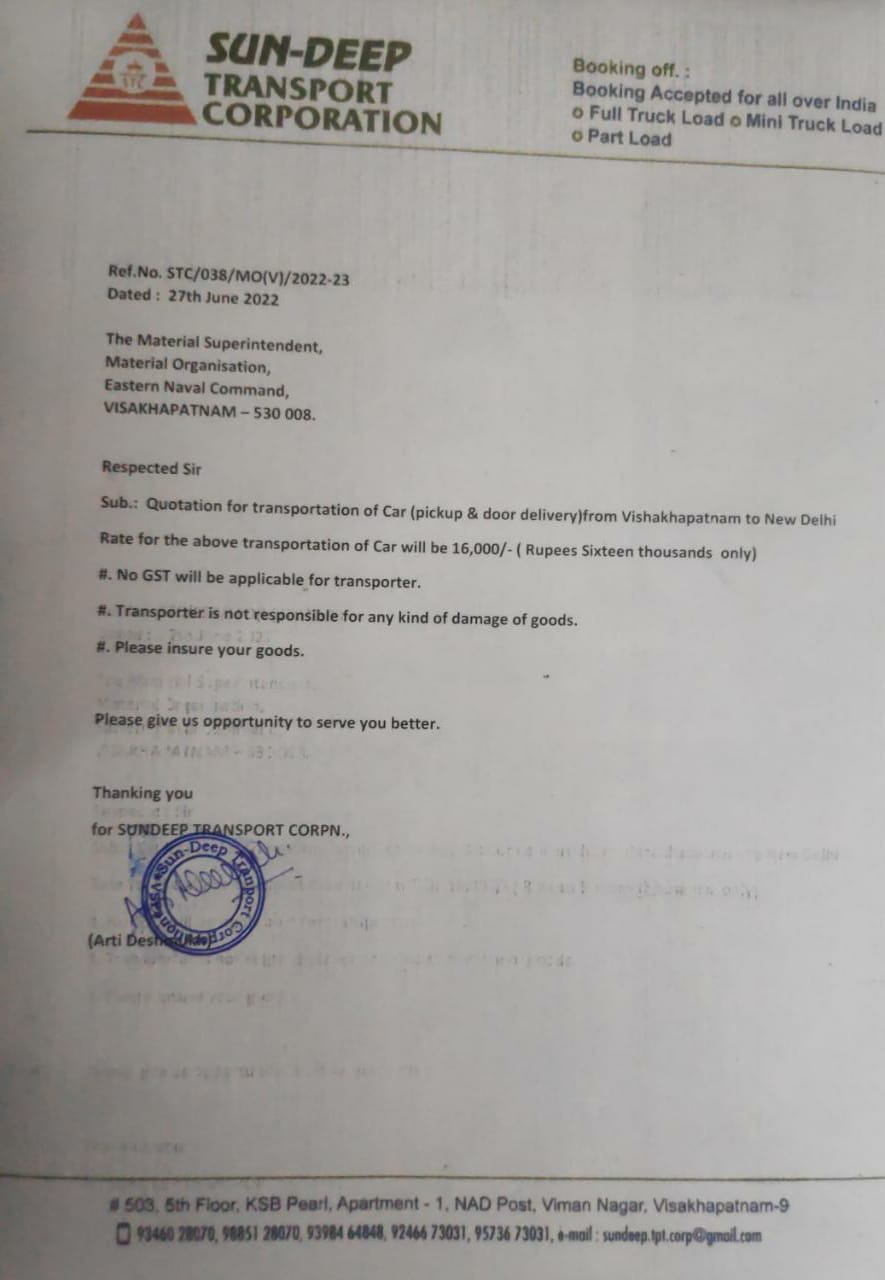 STC
SUN-DEEP
TRANSPORT
CORPORATION
Booking off. :
Booking Accepted for all over India
o Full Truck Load o Mini Truck Load
o Part Load
Ref.No. STC/038/MO(V)/2022-23
Dated : 27th June 2022
The Material Superintendent,
Material Organisation,
Eastern Naval Command,
VISAKHAPATNAM – 530 008.
Respected Sir
Sub.: Quotation for transportation of Car (pickup & door delivery)from Vishakhapatnam to New Delhi
Rate for the above transportation of Car will be 16,000/- ( Rupees Sixteen thousands only)
#. No GST will be applicable for transporter.
#. Transporter is not responsible for any kind of damage of goods.
#. Please insure your goods.
Please give us opportunity to serve you better.
Thanking you
for SUNDEEP TRANSPORT CORPN.,
Sun-Deep Tranport Corportion
(Arti
# 503, 5th Floor, KSB Pearl, Apartment - 1, NAD Post, Viman Nagar, Visakhapatnam-9
93460 28070, 98851 28070, 93984 64848, 92466 73031, 95736 73031, e-mail : sundeep.tpt.corp@gmail.com